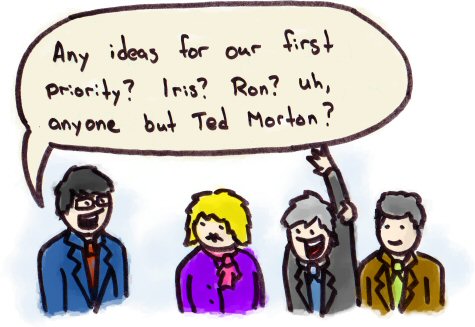 Any ideas for our first
priority? Iris? Ron? uh,
anyone but Ted Morton?